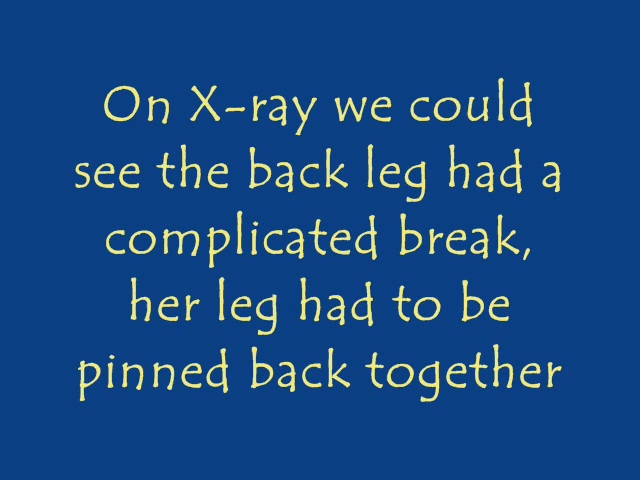 On X-ray we could
see the back leg had a
complicated break,
her leg had to be
pinned back together